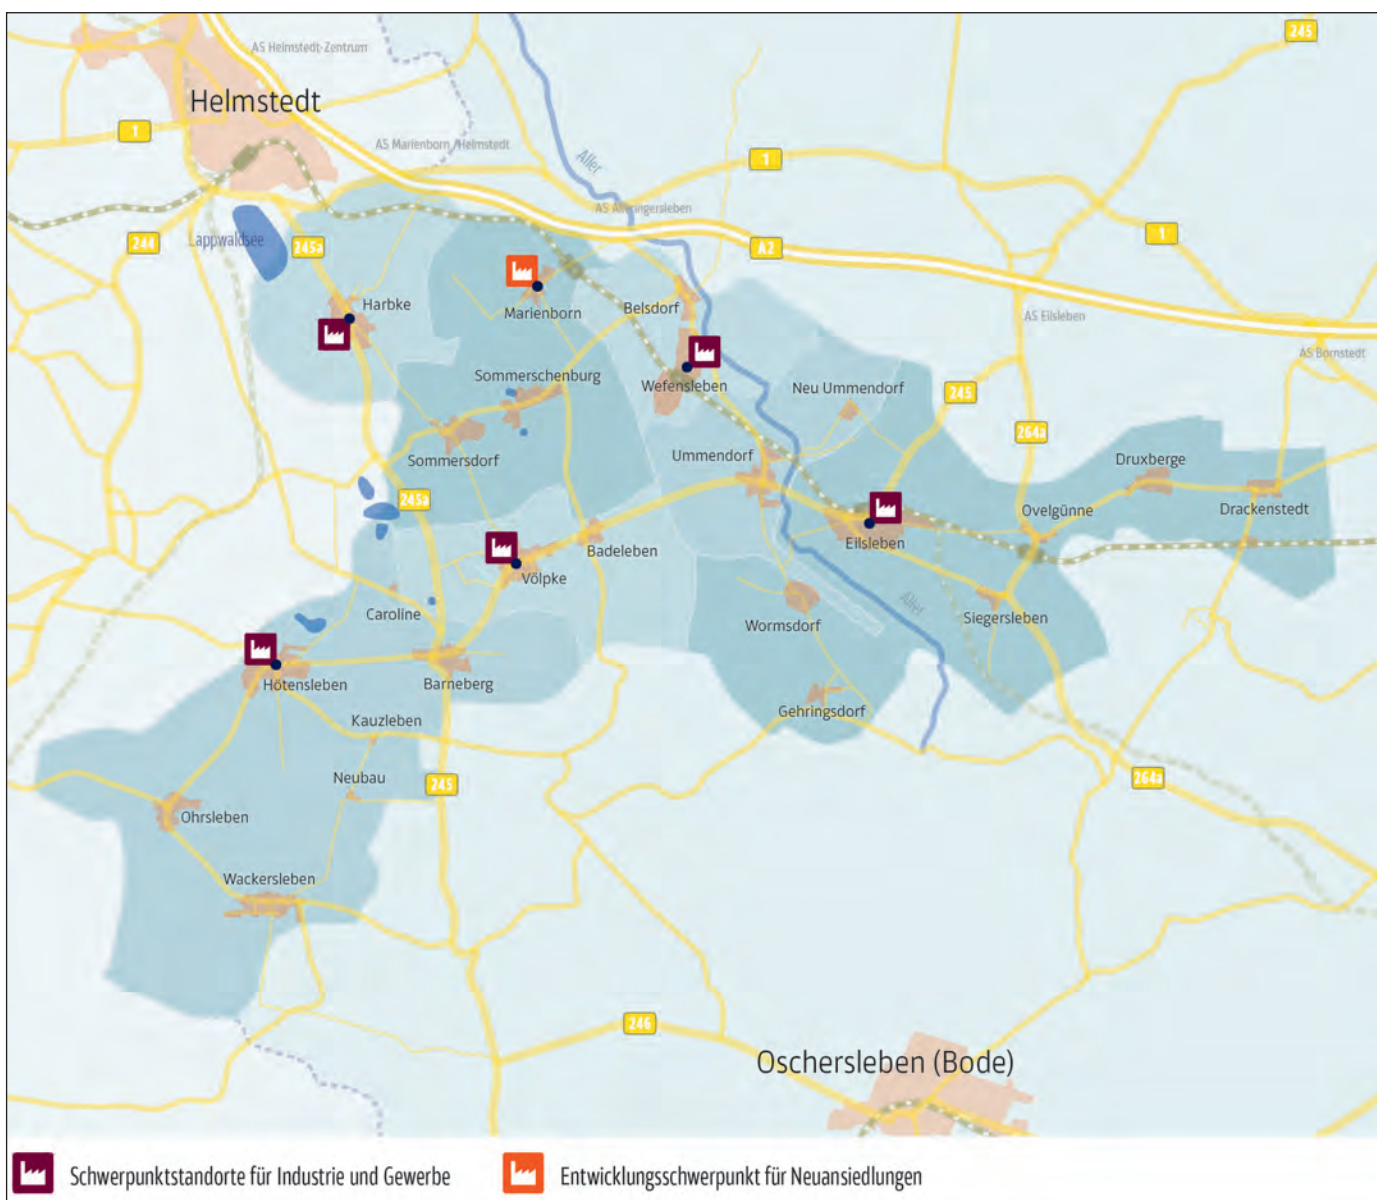 245
AS Helmstedt-Zentrum
Helmstedt
1
AS Marienborn /Helmstedt
Aller
1
AS Alleringersleben
1
244
Lappwaldsee
245a
A2
Harbke
Marienborn
Belsdorf
AS Eilsleben
AS Bornstedt
Sommerschenburg
Wefensleben
Neu Ummendorf
245
264a
Sommersdorf
Ummendorf
Druxberge
245a
Ovelgünne
Drackenstedt
Eilsleben
Badeleben
Völpke
Caroline
Aller
Wormsdorf
Siegersleben
Hötensleben
Barneberg
Kauzleben
Gehringsdorf
Neubau
245
264a
Ohrsleben
Wackersleben
246
Oschersleben (Bode)
Schwerpunktstandorte für Industrie und Gewerbe
Entwicklungsschwerpunkt für Neuansiedlungen